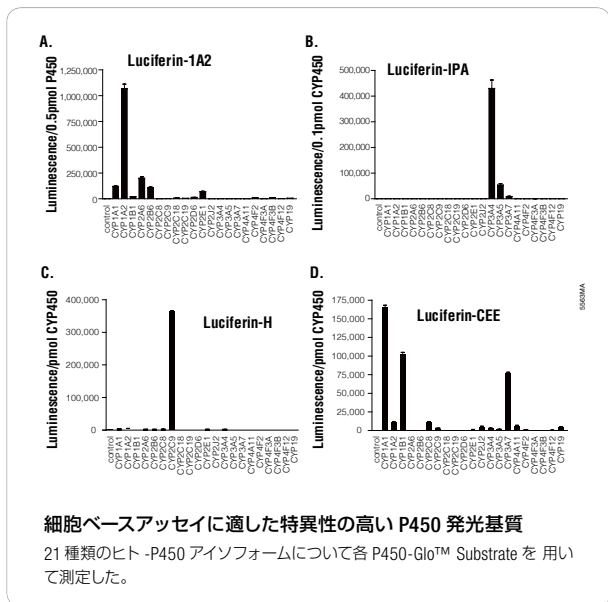 A.
Luciferin-1A2
Luminescence/0.5pmol P450
1,250,000
1,000,000
750,000
500,000
250,000
0
control
CYP1A1
CYP1A2
CYP1B1
CYP2A6
CYP2B6
CYP2C8
CYP2C9
CYP2C18
CYP2C19
CYP2D6
CYP2E1
CYP2J2
CYP3A4
CYP3A5
CYP3A7
CYP4A11
CYP4F2
CYP4F3A
CYP4F3B
CYP4F12
CYP19
B.
Luciferin-IPA
Luminescence/0.1pmol CYP450
500,000
400,000
300,000
200,000
100,000
0
control
CYP1A1
CYP1A2
CYP1B1
CYP2A6
CYP2B6
CYP2C8
CYP2C9
CYP2C18
CYP2C19
CYP2D6
CYP2E1
CYP2J2
CYP3A4
CYP3A5
CYP3A7
CYP4A11
CYP4F2
CYP4F3A
CYP4F3B
CYP4F12
CYP19
C.
Luciferin-H
Luminescence/pmol CYP450
400,000
300,000
200,000
100,000
0
control
CYP1A1
CYP1A2
CYP1B1
CYP2A6
CYP2B6
CYP2C8
CYP2C9
CYP2C18
CYP2C19
CYP2D6
CYP2E1
CYP2J2
CYP3A4
CYP3A5
CYP3A7
CYP4A11
CYP4F2
CYP4F3A
CYP4F3B
CYP4F12
CYP19
D.
Luciferin-CEE
Luminescence/pmol CYP450
175,000
150,000
125,000
100,000
75,000
50,000
25,000
0
control
CYP1A1
CYP1A2
CYP1B1
CYP2A6
CYP2B6
CYP2C8
CYP2C9
CYP2C18
CYP2C19
CYP2D6
CYP2E1
CYP2J2
CYP3A4
CYP3A5
CYP3A7
CYP4A11
CYP4F2
CYP4F3A
CYP4F3B
CYP4F12
CYP19
5563MA
細胞ベースアッセイに適した特異性の高い P450 発光基質
21 種類のヒト -P450 アイソフォームについて各 P450-Glo™ Substrate を 用い
て測定した。